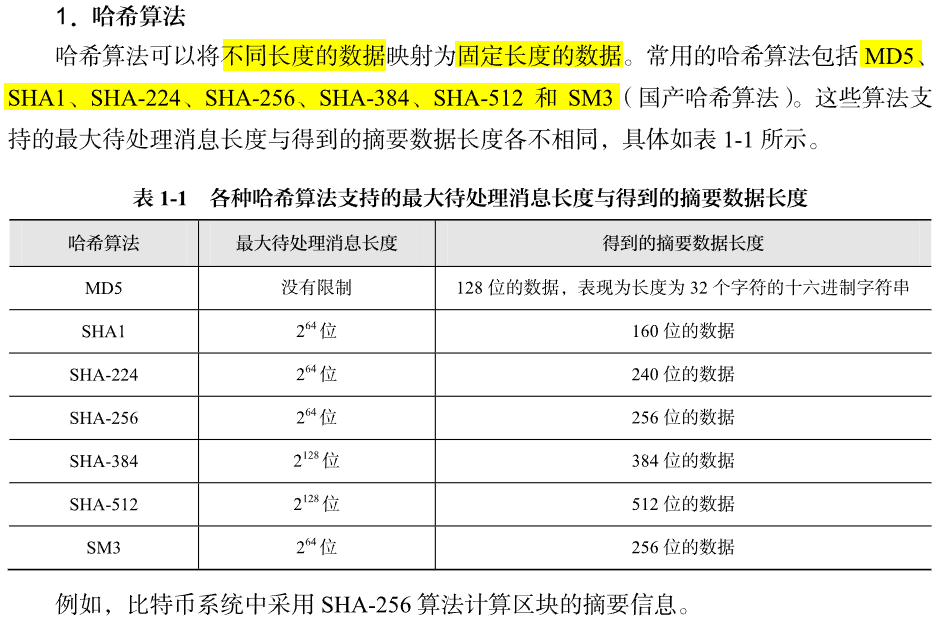 1．哈希算法
哈希算法可以将不同长度的数据映射为固定长度的数据。常用的哈希算法包括 MD5、
SHA1、SHA-224、SHA-256、SHA-384、SHA-512 和 SM3（国产哈希算法）。这些算法支
持的最大待处理消息长度与得到的摘要数据长度各不相同，具体如表 1-1 所示。
表 1-1 各种哈希算法支持的最大待处理消息长度与得到的摘要数据长度
哈希算法 最大待处理消息长度 得到的摘要数据长度
MD5 没有限制 128 位的数据，表现为长度为 32 个字符的十六进制字符串
SHA1 2⁶⁴ 位 160 位的数据
SHA-224 2⁶⁴ 位 240 位的数据
SHA-256 2⁶⁴ 位 256 位的数据
SHA-384 2¹²⁸ 位 384 位的数据
SHA-512 2¹²⁸ 位 512 位的数据
SM3 2⁶⁴ 位 256 位的数据
例如，比特币系统中采用 SHA-256 算法计算区块的摘要信息。